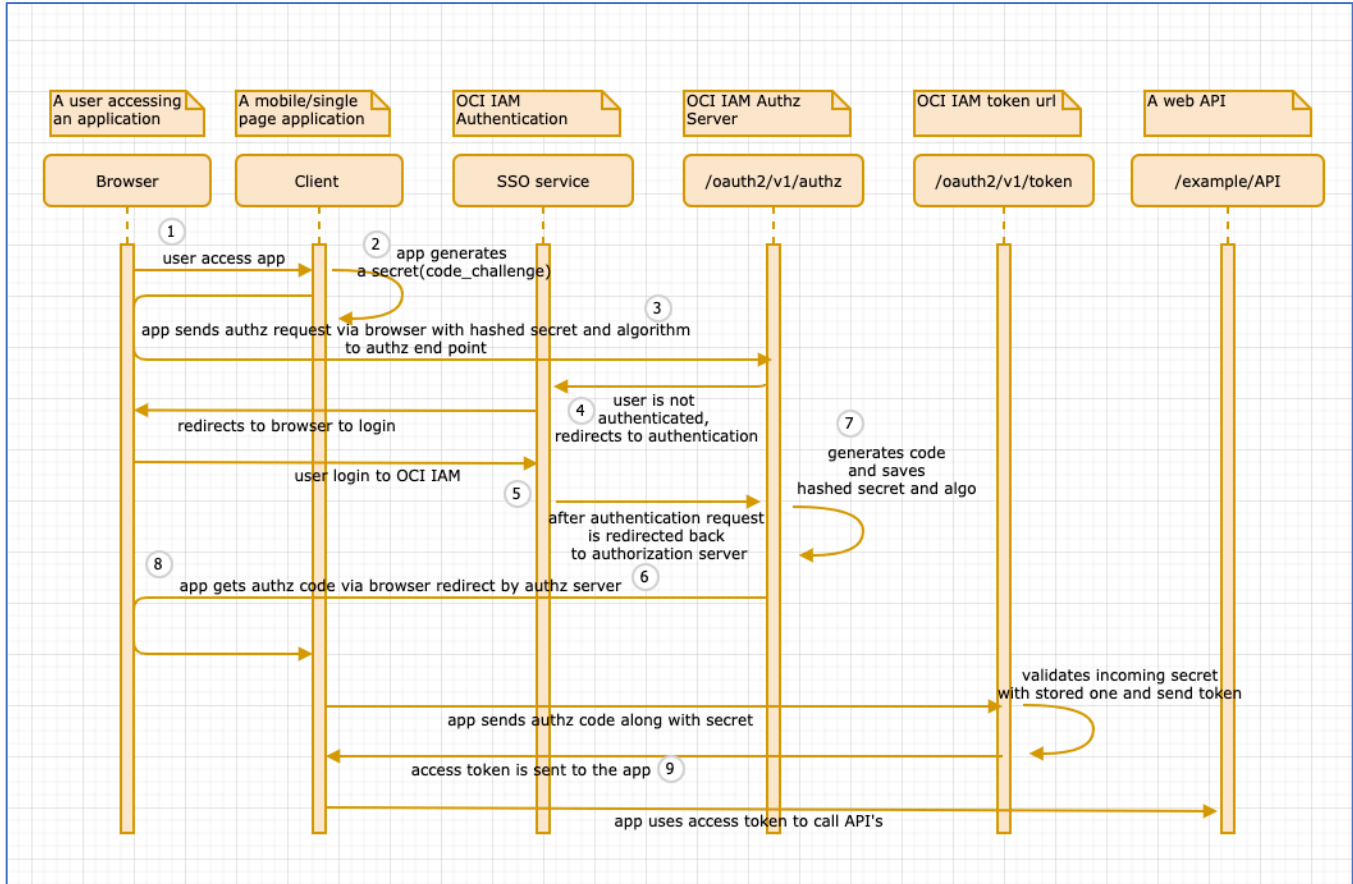 A user accessing
an application
A mobile/single
page application
OCI IAM
Authentication
OCI IAM Authz
Server
OCI IAM token url
A web API
Browser
Client
SSO service
/oauth2/v1/authz
/oauth2/v1/token
/example/API
1
user access app
2
app generates
a secret(code_challenge)
3
app sends authz request via browser with hashed secret and algorithm
to authz end point
4
user is not
authenticated,
redirects to authentication
redirects to browser to login
7
generates code
and saves
hashed secret and algo
user login to OCI IAM
5
after authentication request
is redirected back
to authorization server
8
app gets authz code via browser redirect by authz server
6
validates incoming secret
with stored one and send token
app sends authz code along with secret
access token is sent to the app
9
app uses access token to call API's